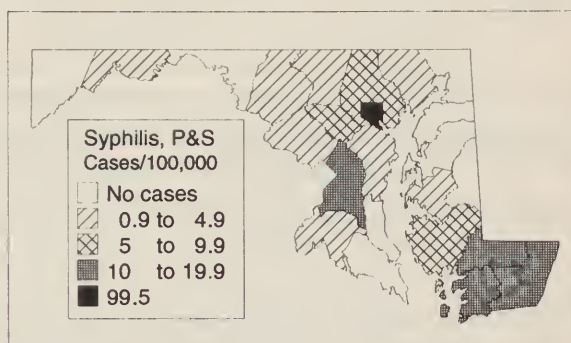 Syphilis, P&S
Cases/100,000
No cases
0.9 to 4.9
5 to 9.9
10 to 19.9
99.5